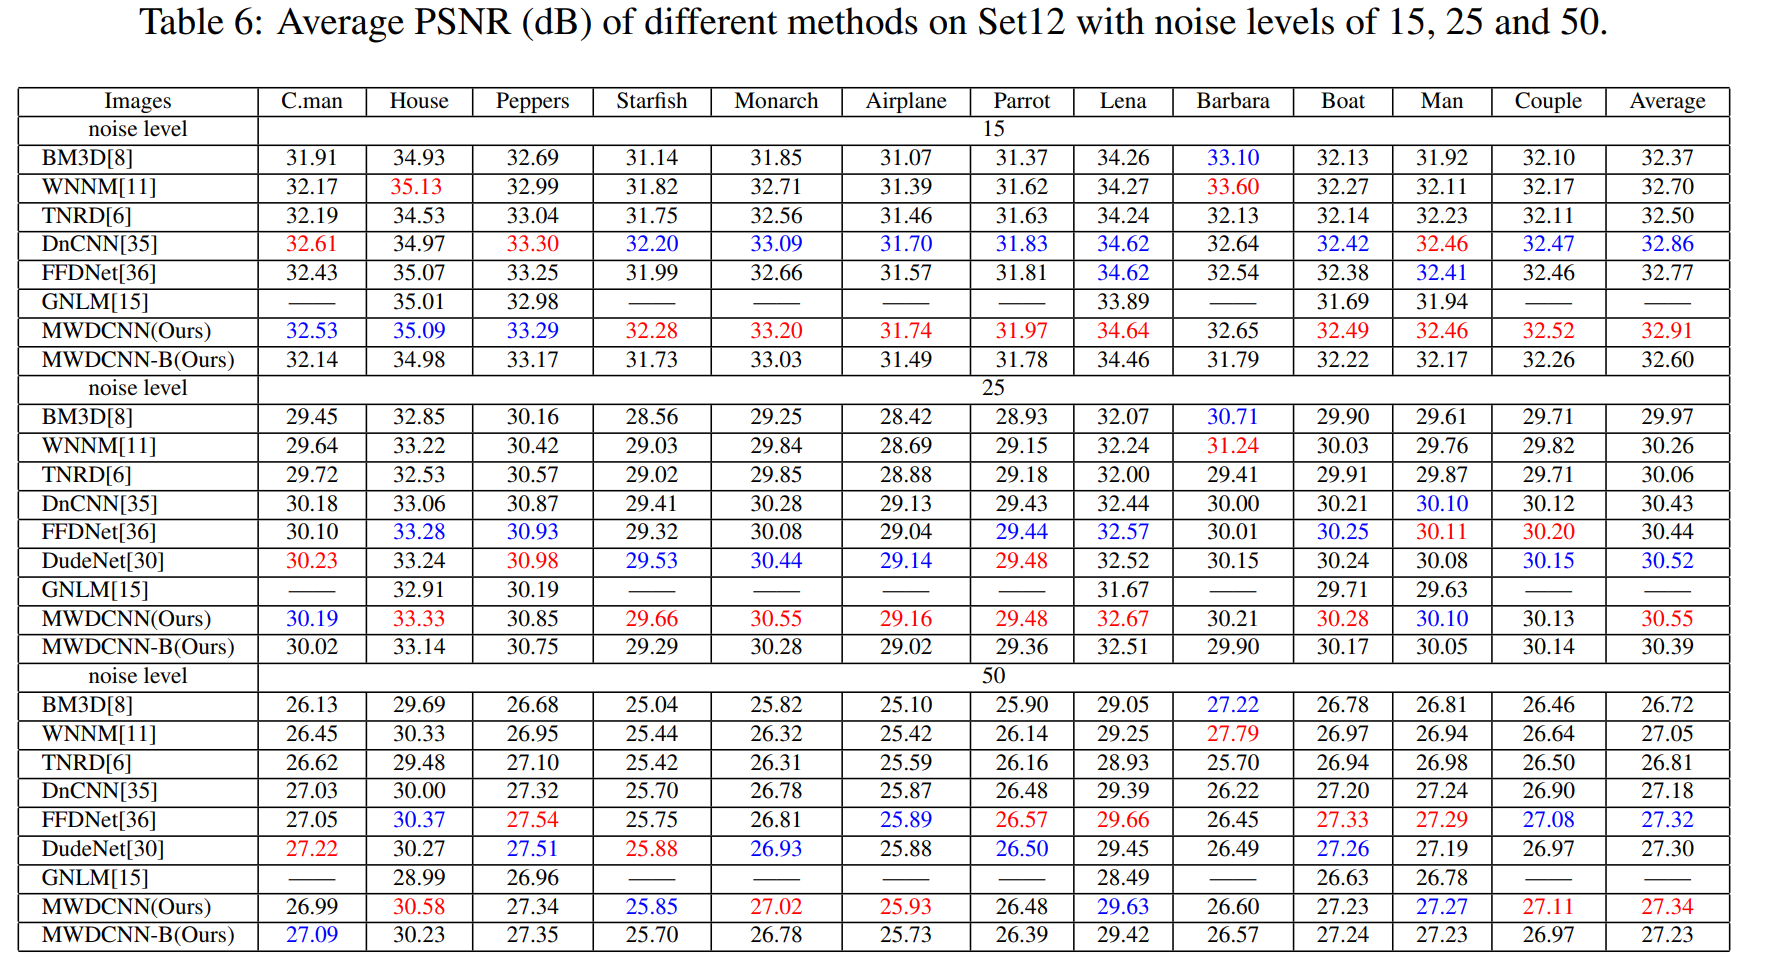 Table 6: Average PSNR (dB) of different methods on Set12 with noise levels of 15, 25 and 50.
Images C.man House Peppers Starfish Monarch Airplane Parrot Lena Barbara Boat Man Couple Average
noise level 15
BM3D[8] 31.91 34.93 32.69 31.14 31.85 31.07 31.37 34.26 33.10 32.13 31.92 32.10 32.37
WNNM[11] 32.17 35.13 32.99 31.82 32.71 31.39 31.62 34.27 33.60 32.27 32.11 32.17 32.70
TNRD[6] 32.19 34.53 33.04 31.75 32.56 31.46 31.63 34.24 32.13 32.14 32.23 32.11 32.50
DnCNN[35] 32.61 34.97 33.30 32.20 33.09 31.70 31.83 34.62 32.64 32.42 32.46 32.47 32.86
FFDNet[36] 32.43 35.07 33.25 31.99 32.66 31.57 31.81 34.62 32.54 32.38 32.41 32.46 32.77
GNLM[15] —— 35.01 32.98 —— —— —— —— 33.89 —— 31.69 31.94 —— ——
MWDCNN(Ours) 32.53 35.09 33.29 32.28 33.20 31.74 31.97 34.64 32.65 32.49 32.46 32.52 32.91
MWDCNN-B(Ours) 32.14 34.98 33.17 31.73 33.03 31.49 31.78 34.46 31.79 32.22 32.17 32.26 32.60
noise level 25
BM3D[8] 29.45 32.85 30.16 28.56 29.25 28.42 28.93 32.07 30.71 29.90 29.61 29.71 29.97
WNNM[11] 29.64 33.22 30.42 29.03 29.84 28.69 29.15 32.24 31.24 30.03 29.76 29.82 30.26
TNRD[6] 29.72 32.53 30.57 29.02 29.85 28.88 29.18 32.00 29.41 29.91 29.87 29.71 30.06
DnCNN[35] 30.18 33.06 30.87 29.41 30.28 29.13 29.43 32.44 30.00 30.21 30.10 30.12 30.43
FFDNet[36] 30.10 33.28 30.93 29.32 30.08 29.04 29.44 32.57 30.01 30.25 30.11 30.20 30.44
DudeNet[30] 30.23 33.24 30.98 29.53 30.44 29.14 29.48 32.52 30.15 30.24 30.08 30.15 30.52
GNLM[15] —— 32.91 30.19 —— —— —— —— 31.67 —— 29.71 29.63 —— ——
MWDCNN(Ours) 30.19 33.33 30.85 29.66 30.55 29.16 29.48 32.67 30.21 30.28 30.10 30.13 30.55
MWDCNN-B(Ours) 30.02 33.14 30.75 29.29 30.28 29.02 29.36 32.51 29.90 30.17 30.05 30.14 30.39
noise level 50
BM3D[8] 26.13 29.69 26.68 25.04 25.82 25.10 25.90 29.05 27.22 26.78 26.81 26.46 26.72
WNNM[11] 26.45 30.33 26.95 25.44 26.32 25.42 26.14 29.25 27.79 26.97 26.94 26.64 27.05
TNRD[6] 26.62 29.48 27.10 25.42 26.31 25.59 26.16 28.93 25.70 26.94 26.98 26.50 26.81
DnCNN[35] 27.03 30.00 27.32 25.70 26.78 25.87 26.48 29.39 26.22 27.20 27.24 26.90 27.18
FFDNet[36] 27.05 30.37 27.54 25.75 26.81 25.89 26.57 29.66 26.45 27.33 27.29 27.08 27.32
DudeNet[30] 27.22 30.27 27.51 25.88 26.93 25.88 26.50 29.45 26.49 27.26 27.19 26.97 27.30
GNLM[15] —— 28.99 26.96 —— —— —— —— 28.49 —— 26.63 26.78 —— ——
MWDCNN(Ours) 26.99 30.58 27.34 25.85 27.02 25.93 26.48 29.63 26.60 27.23 27.27 27.11 27.34
MWDCNN-B(Ours) 27.09 30.23 27.35 25.70 26.78 25.73 26.39 29.42 26.57 27.24 27.23 26.97 27.23